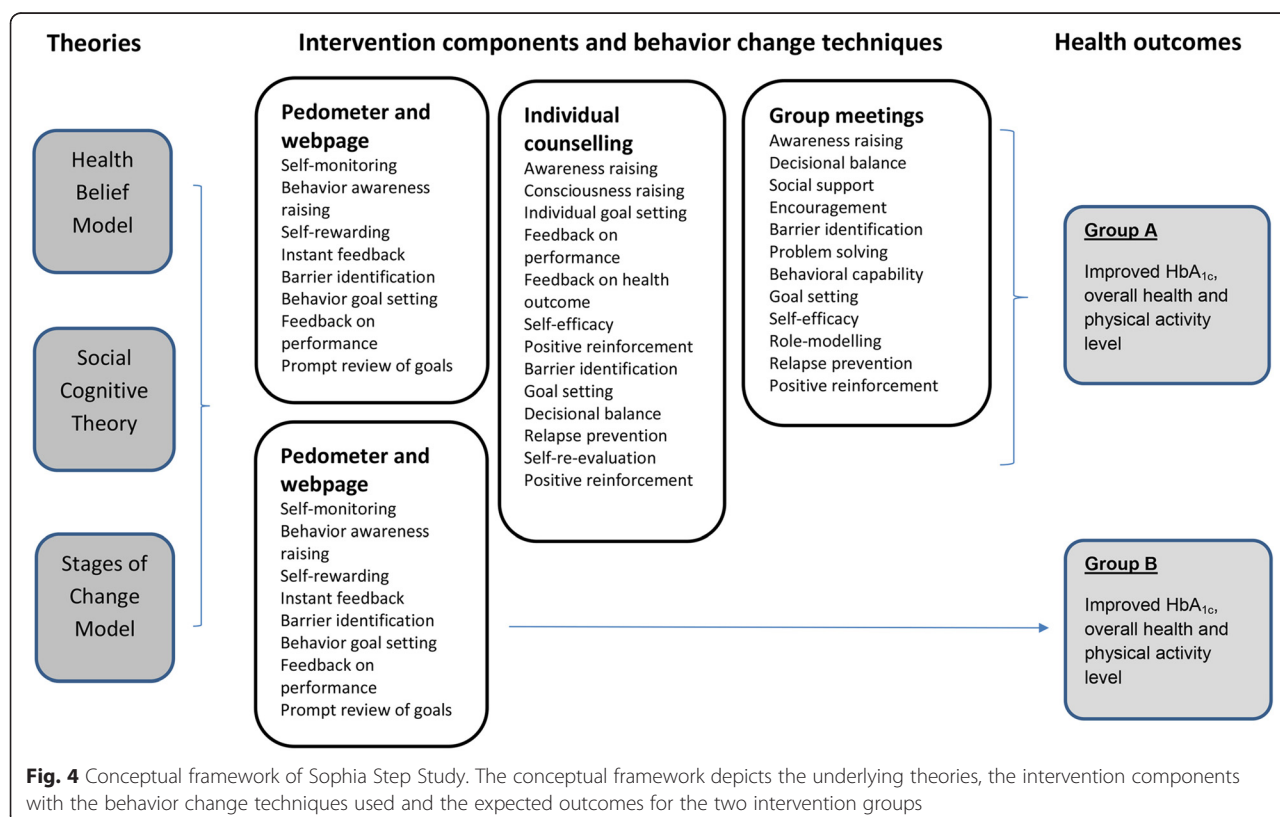 Theories
Intervention components and behavior change techniques
Health outcomes
Health
Belief
Model
Social
Cognitive
Theory
Stages of
Change
Model
Pedometer and
webpage
Self-monitoring
Behavior awareness
raising
Self-rewarding
Instant feedback
Barrier identification
Behavior goal setting
Feedback on
performance
Prompt review of goals
Pedometer and
webpage
Self-monitoring
Behavior awareness
raising
Self-rewarding
Instant feedback
Barrier identification
Behavior goal setting
Feedback on
performance
Prompt review of goals
Individual
counselling
Awareness raising
Consciousness raising
Individual goal setting
Feedback on
performance
Feedback on health
outcome
Self-efficacy
Positive reinforcement
Barrier identification
Goal setting
Decisional balance
Relapse prevention
Self-re-evaluation
Positive reinforcement
Group meetings
Awareness raising
Decisional balance
Social support
Encouragement
Barrier identification
Problem solving
Behavioral capability
Goal setting
Self-efficacy
Role-modelling
Relapse prevention
Positive reinforcement
Group A
Improved HbA1c,
overall health and
physical activity
level
Group B
Improved HbA1c,
overall health and
physical activity
level
Fig. 4 Conceptual framework of Sophia Step Study. The conceptual framework depicts the underlying theories, the intervention components
with the behavior change techniques used and the expected outcomes for the two intervention groups